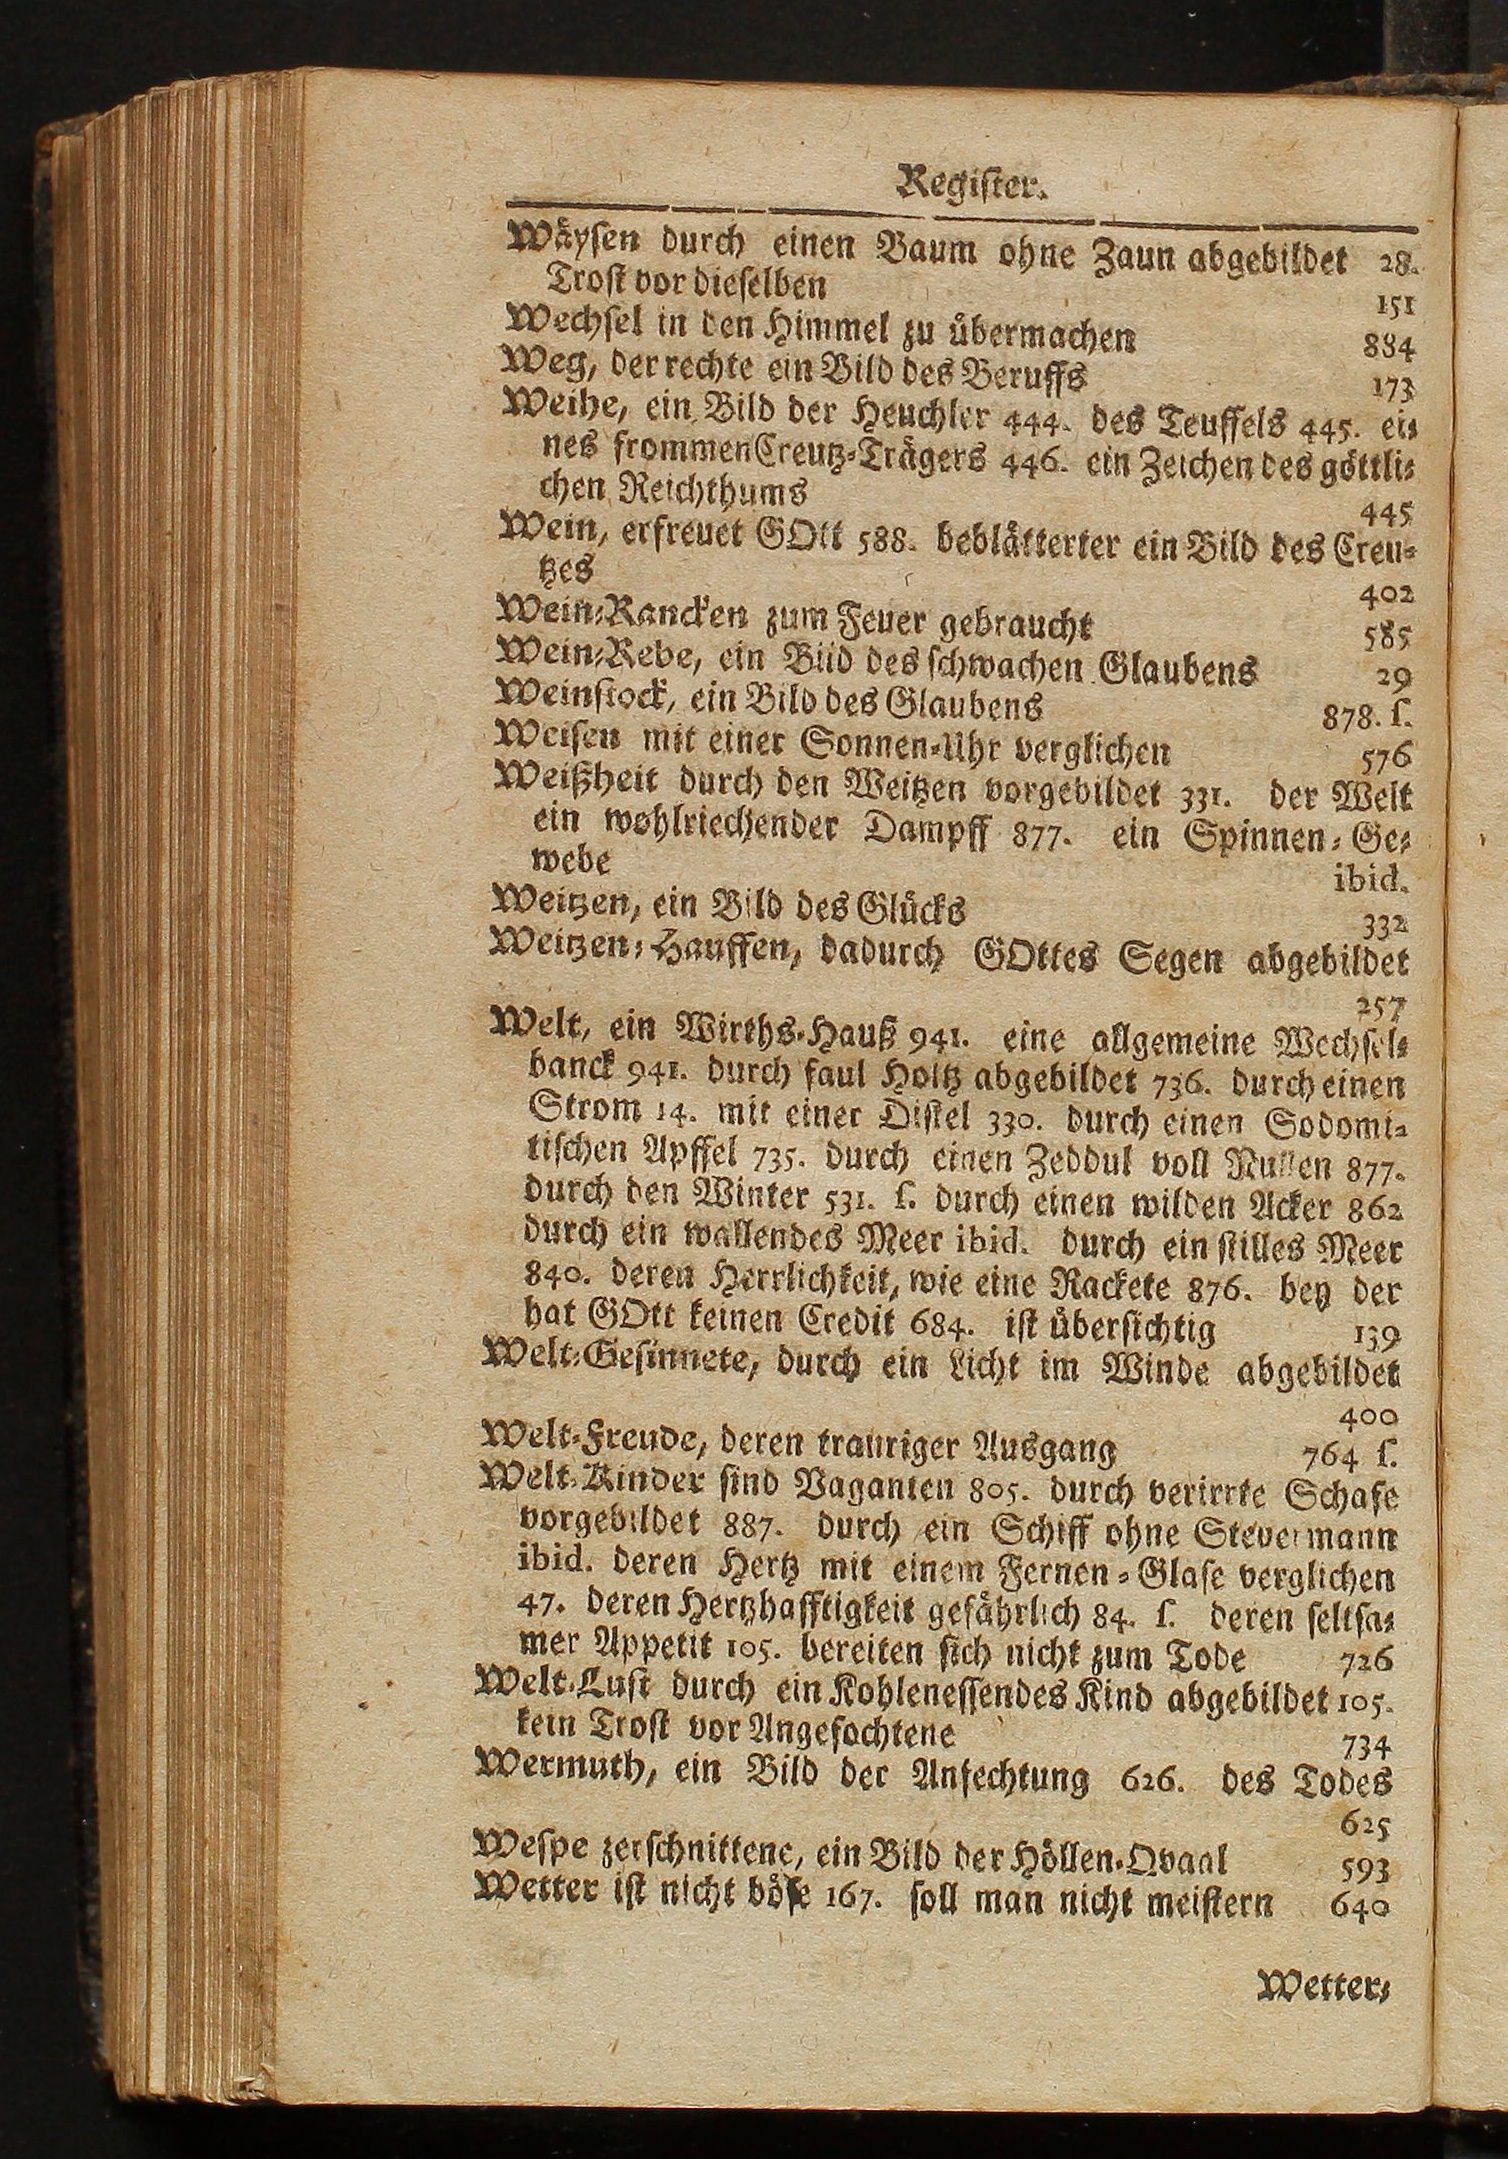 Register.
Wäysen durch einen Baum ohne Zaun abgebildet 28.
Trost vor dieselben 151
Wechsel in den Himmel zu übermachen 884
Weg, der rechte ein Bild des Beruffs 173
Weihe, ein Bild der Heuchler 444. des Teuffels 445. ei-
nes frommen Creutz-Trägers 446. ein Zeichen des göttli-
chen Reichthums 445
Wein, erfreuet GOtt 588. beblätterter ein Bild des Creu-
tzes 402
Wein-Rancken zum Feuer gebraucht 585
Wein-Rebe, ein Bild des schwachen Glaubens 29
Weinstock, ein Bild des Glaubens 878. s.
Weisen mit einer Sonnen-Uhr verglichen 576
Weißheit durch den Weitzen vorgebildet 331. der Welt
ein wohlriechender Dampff 877. ein Spinnen-Ge-
webe ibid.
Weitzen, ein Bild des Glücks 332
Weitzen-Hauffen, dadurch GOttes Segen abgebildet
257
Welt, ein Wirths-Hauß 941. eine allgemeine Wechsel-
banck 941. durch faul Holtz abgebildet 736. durch einen
Strom 14. mit einer Distel 330. durch einen Sodomi-
tischen Apffel 735. durch einen Zeddul voll Nullen 877.
durch den Winter 531. s. durch einen wilden Acker 862
durch ein wallendes Meer ibid. durch ein stilles Meer
840. deren Herrlichkeit, wie eine Rackete 876. bey der
hat GOtt keinen Credit 684. ist übersichtig 139
Welt-Gesinnete, durch ein Licht im Winde abgebildet
400
Welt-Freude, deren trauriger Ausgang 764 s.
Welt-Kinder sind Vaganten 805. durch verirrte Schafe
vorgebildet 887. durch ein Schiff ohne Steuermann
ibid. deren Hertz mit einem Fernen-Glase verglichen
47. deren Hertzhafftigkeit gefährlich 84. s. deren seltsa-
mer Appetit 105. bereiten sich nicht zum Tode 726
Welt-Lust durch ein Kohlenessendes Kind abgebildet 105.
kein Trost vor Angefochtene 734
Wermuth, ein Bild der Anfechtung 626. des Todes
625
Wespe zerschnittene, ein Bild der Höllen-Qvaal 593
Wetter ist nicht böse 167. soll man nicht meistern 640
Wetter-